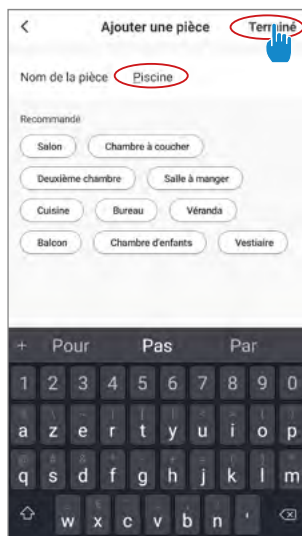 Ajouter une pièce Terminé
Nom de la pièce Piscine
Recommandé
Salon Chambre à coucher
Deuxième chambre Salle à manger
Cuisine Bureau Véranda
Balcon Chambre d'enfants Vestiaire
+ Pour Pas Par
1 2 3 4 5 6 7 8 9 0
a z e r t y u i o p
q s d f g h j k l m
w x c v b n '